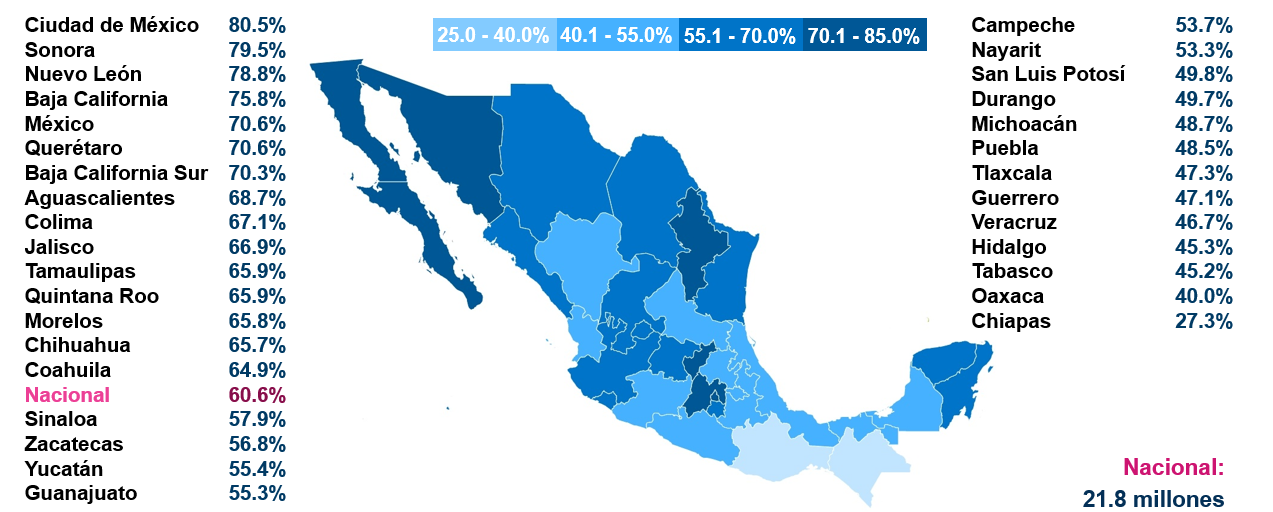 Ciudad de México 80.5%
Sonora 79.5%
Nuevo León 78.8%
Baja California 75.8%
México 70.6%
Querétaro 70.6%
Baja California Sur 70.3%
Aguascalientes 68.7%
Colima 67.1%
Jalisco 66.9%
Tamaulipas 65.9%
Quintana Roo 65.9%
Morelos 65.8%
Chihuahua 65.7%
Coahuila 64.9%
Nacional 60.6%
Sinaloa 57.9%
Zacatecas 56.8%
Yucatán 55.4%
Guanajuato 55.3%
25.0 - 40.0% 40.1 - 55.0% 55.1 - 70.0% 70.1 - 85.0%
Campeche 53.7%
Nayarit 53.3%
San Luis Potosí 49.8%
Durango 49.7%
Michoacán 48.7%
Puebla 48.5%
Tlaxcala 47.3%
Guerrero 47.1%
Veracruz 46.7%
Hidalgo 45.3%
Tabasco 45.2%
Oaxaca 40.0%
Chiapas 27.3%
Nacional:
21.8 millones